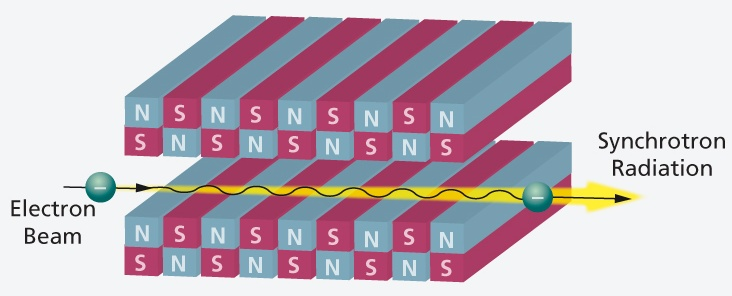 N S N S N S N S N
S N S N S N S N S
Synchrotron
Radiation
Electron
Beam
N S N S N S N S N
S N S N S N S N S